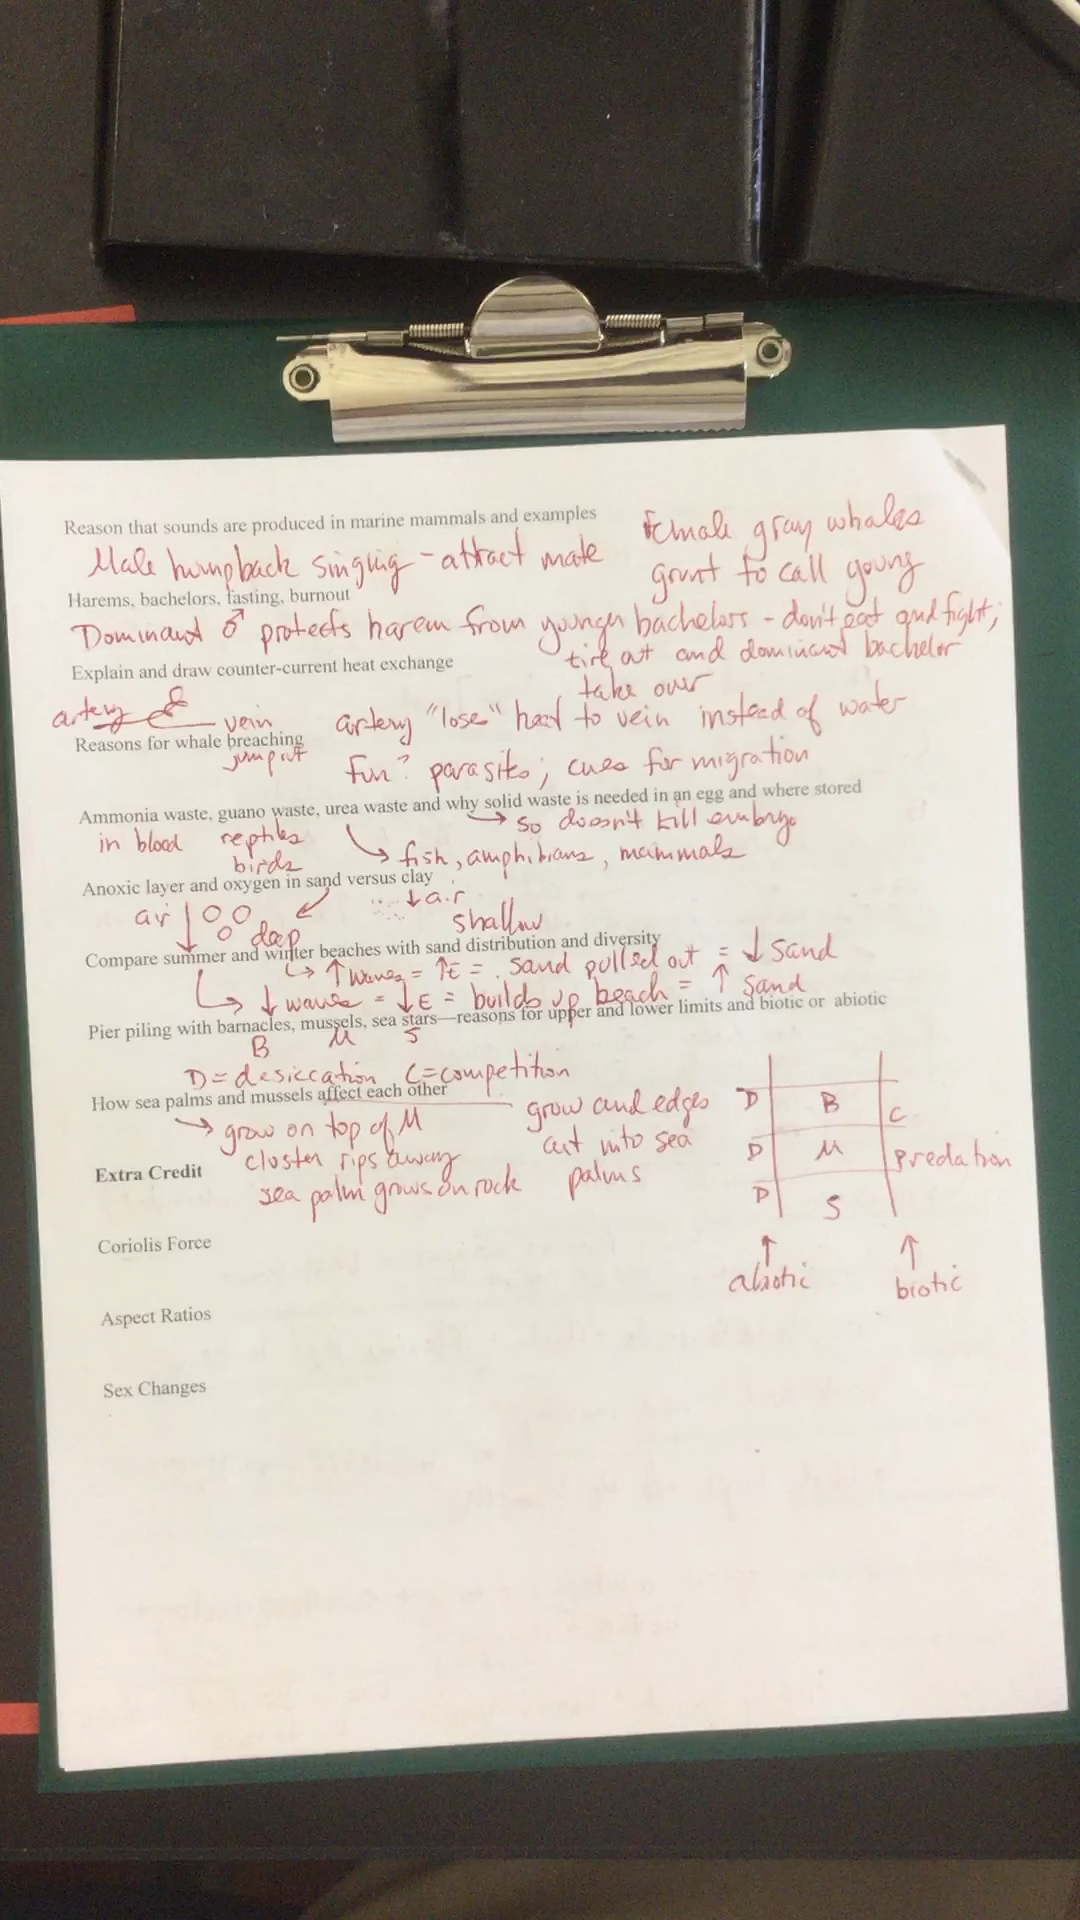 Reason that sounds are produced in marine mammals and examples
Female gray whales
Male humpback singing - attract mate
grunt to call young
Harems, bachelors, fasting, burnout
Dominant ♂ protects harem from younger bachelors - don't eat and fight;
tire out and dominant bachelor
take over
Explain and draw counter-current heat exchange
artery
vein
artery "lose" heat to vein instead of water
Reasons for whale breaching
jump out
fun? parasites; cues for migration
Ammonia waste, guano waste, urea waste and why solid waste is needed in an egg and where stored
→ so doesn't kill embryo
in blood
reptiles
birds
→ fish, amphibians, mammals
Anoxic layer and oxygen in sand versus clay
air ↓
deep
↓ air
shallow
Compare summer and winter beaches with sand distribution and diversity
→ ↑ waves = ↑E = sand pulled out = ↓ sand
→ ↓ waves = ↓E = builds up beach = ↑ sand
Pier piling with barnacles, mussels, sea stars—reasons for upper and lower limits and biotic or abiotic
B M S
D = desiccation C = competition
How sea palms and mussels affect each other
→ grow on top of M
cluster rips away
sea palm grows on rock
grow and edges
cut into sea
palms
D B C
D M predation
D S
↑ ↑
abiotic biotic
Extra Credit
Coriolis Force
Aspect Ratios
Sex Changes